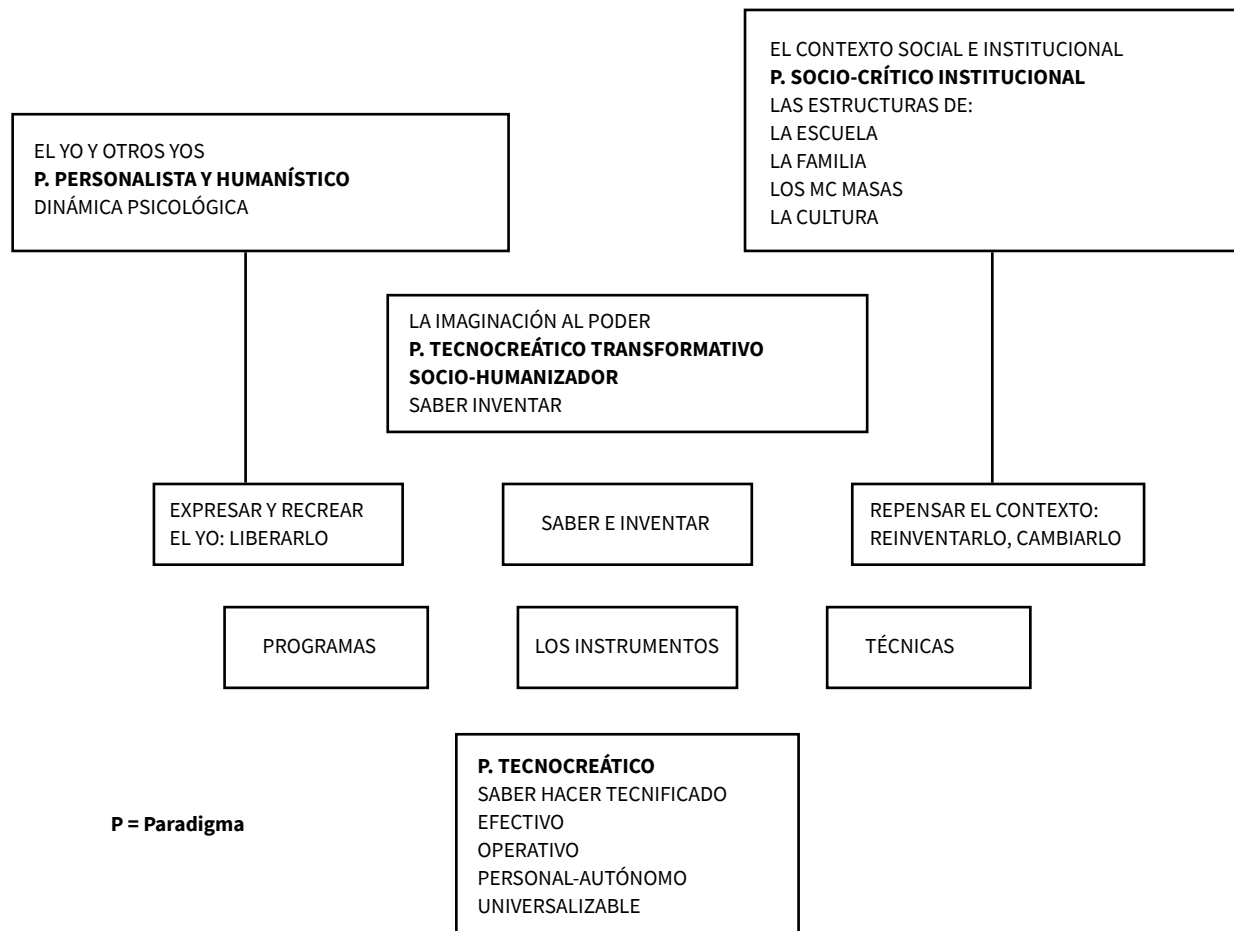 EL CONTEXTO SOCIAL E INSTITUCIONAL
P. SOCIO-CRÍTICO INSTITUCIONAL
LAS ESTRUCTURAS DE:
LA ESCUELA
LA FAMILIA
LOS MC MASAS
LA CULTURA
EL YO Y OTROS YOS
P. PERSONALISTA Y HUMANÍSTICO
DINÁMICA PSICOLÓGICA
LA IMAGINACIÓN AL PODER
P. TECNOCREÁTICO TRANSFORMATIVO
SOCIO-HUMANIZADOR
SABER INVENTAR
EXPRESAR Y RECREAR
EL YO: LIBERARLO
SABER E INVENTAR
REPENSAR EL CONTEXTO:
REINVENTARLO, CAMBIARLO
PROGRAMAS
LOS INSTRUMENTOS
TÉCNICAS
P. TECNOCREÁTICO
SABER HACER TECNIFICADO
EFECTIVO
OPERATIVO
PERSONAL-AUTÓNOMO
UNIVERSALIZABLE
P = Paradigma